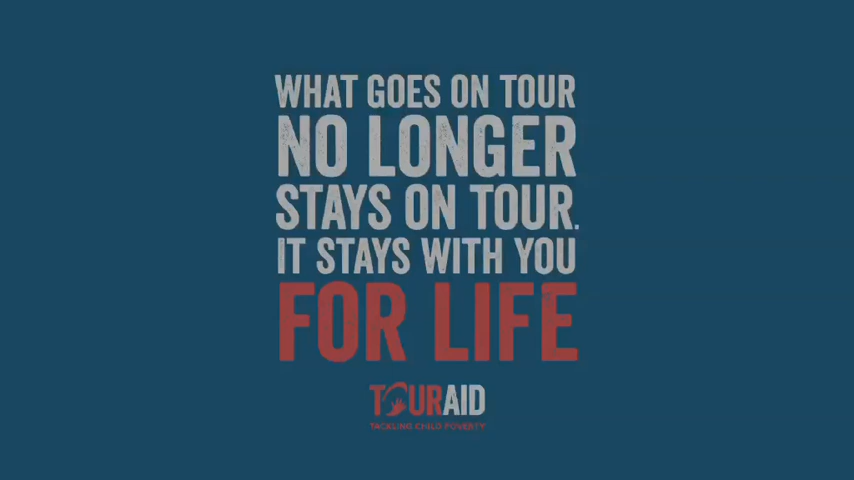 WHAT GOES ON TOUR
NO LONGER
STAYS ON TOUR.
IT STAYS WITH YOU
FOR LIFE
TOURAID
TACKLING CHILD POVERTY